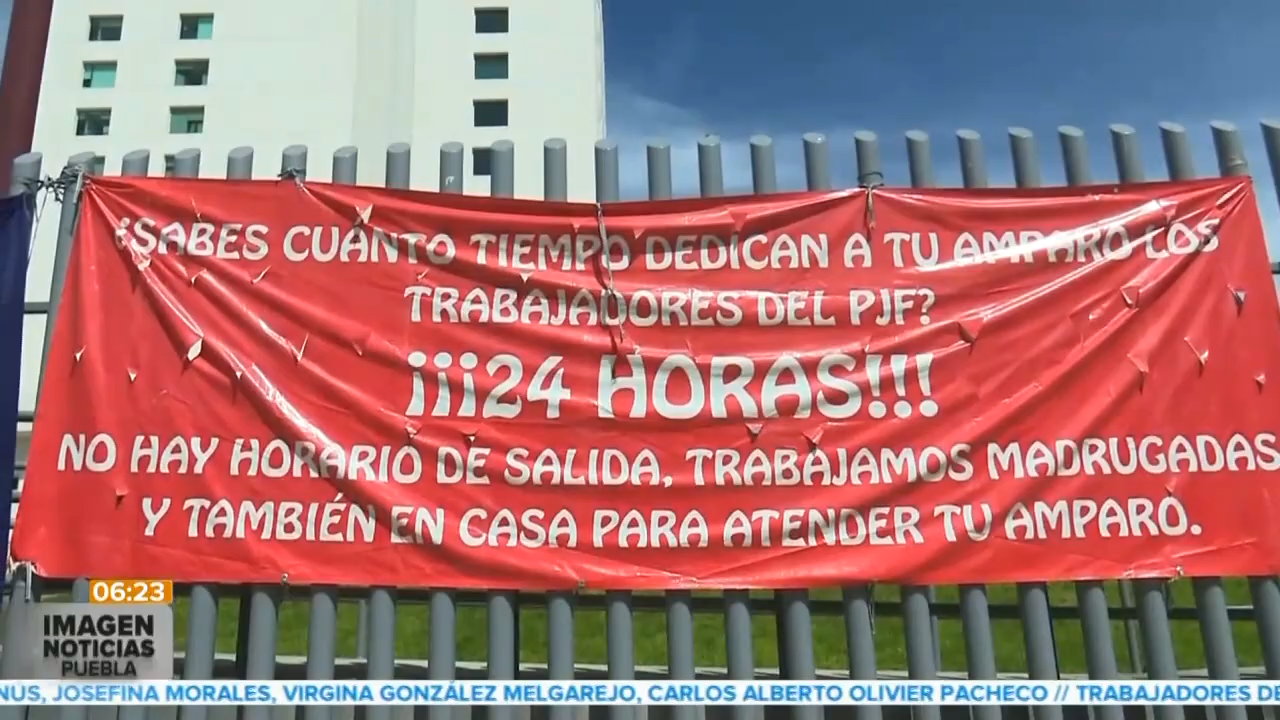 ¿SABES CUÁNTO TIEMPO DEDICAN A TU AMPARO LOS
TRABAJADORES DEL PJF?
¡¡¡24 HORAS!!!
NO HAY HORARIO DE SALIDA, TRABAJAMOS MADRUGADAS
Y TAMBIÉN EN CASA PARA ATENDER TU AMPARO.
06:23
IMAGEN
NOTICIAS
PUEBLA
NÚS, JOSEFINA MORALES, VIRGINA GONZÁLEZ MELGAREJO, CARLOS ALBERTO OLIVIER PACHECO // TRABAJADORES DE